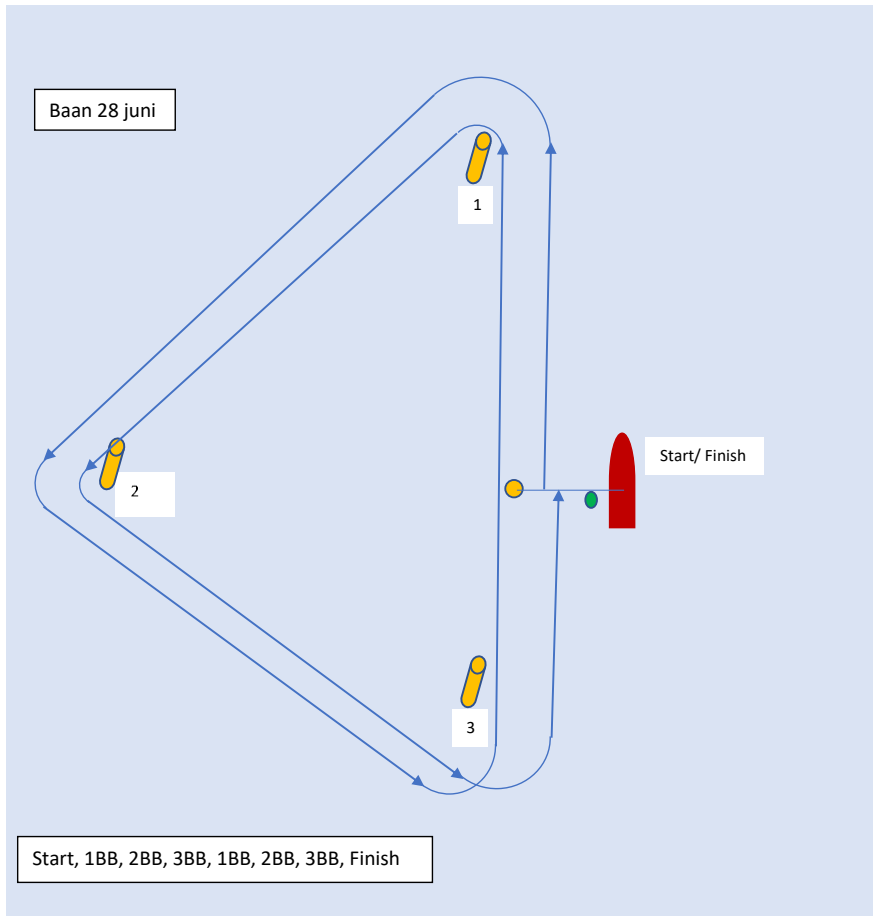 Baan 28 juni
1
Start/ Finish
2
3
Start, 1BB, 2BB, 3BB, 1BB, 2BB, 3BB, Finish